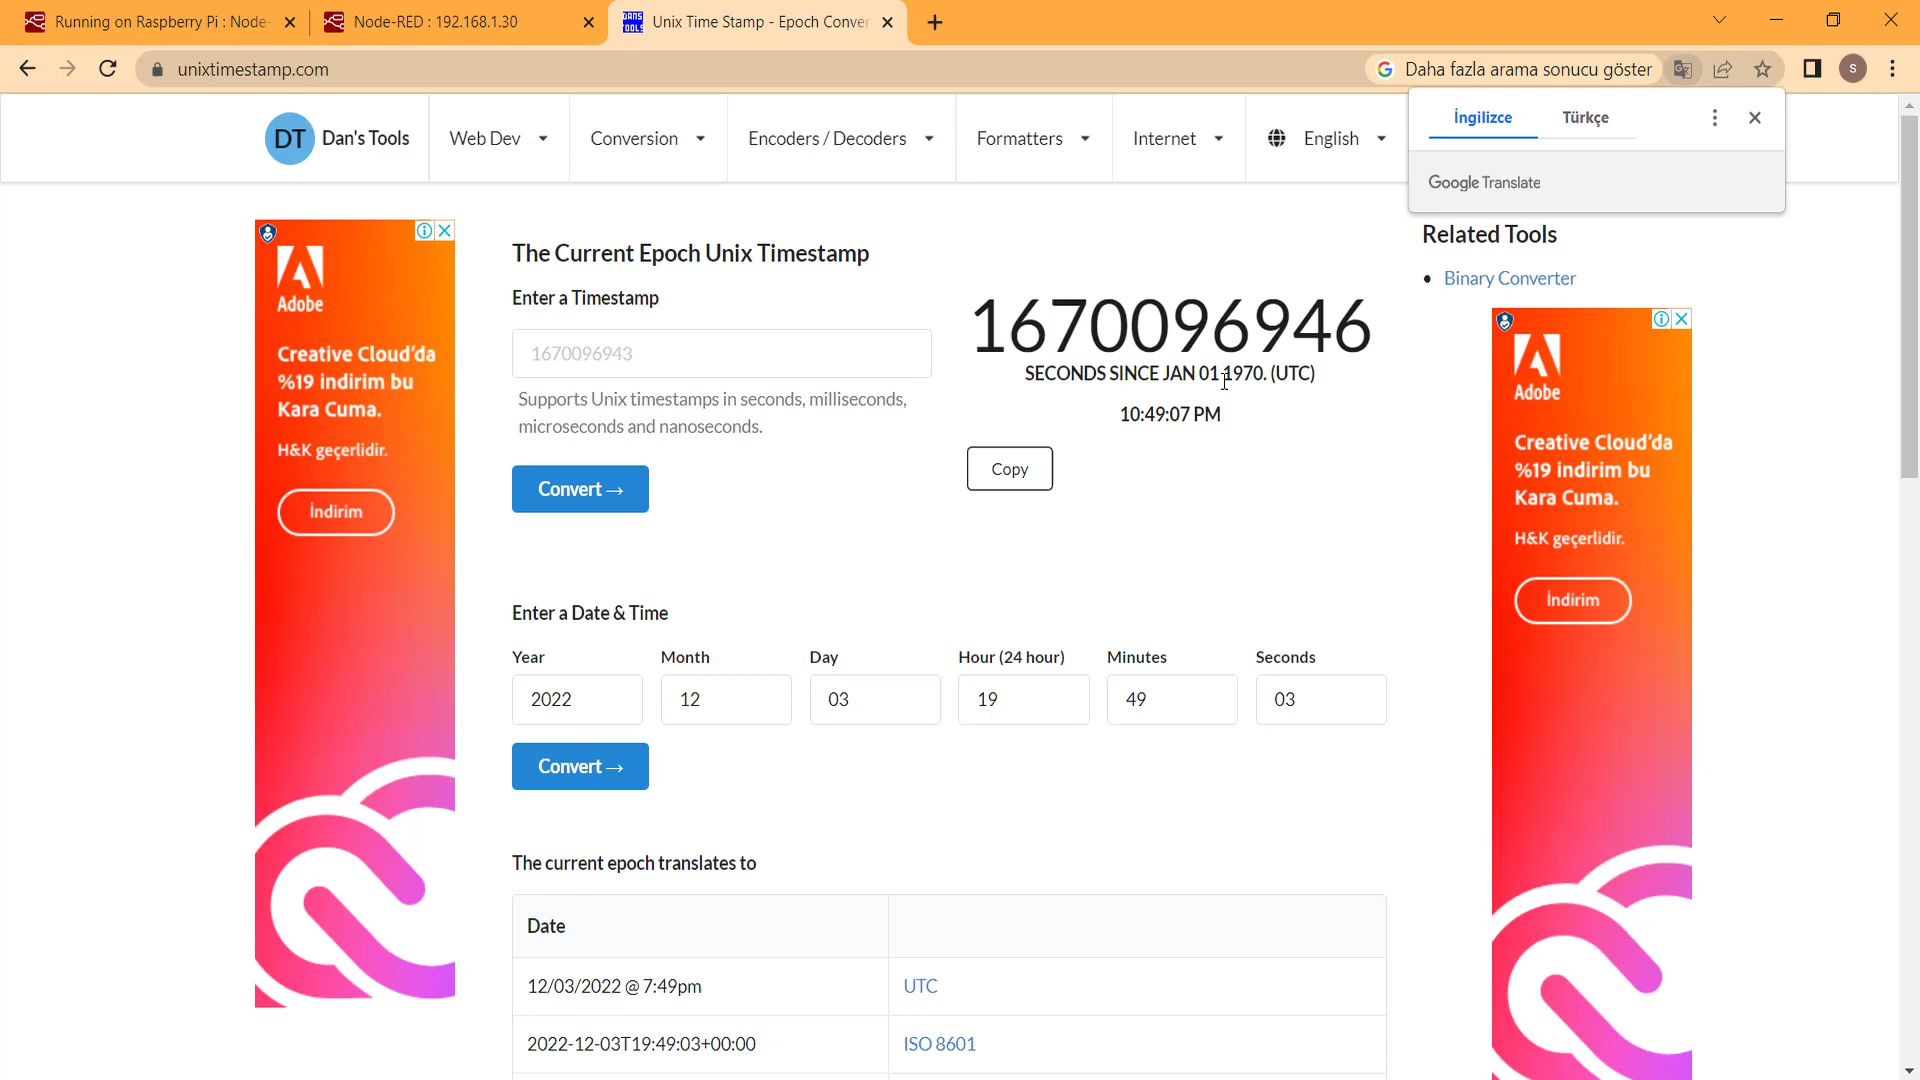 Running on Raspberry Pi : Node-
Node-RED : 192.168.1.30
DANS TOOLS
Unix Time Stamp - Epoch Conver
unixtimestamp.com
Daha fazla arama sonucu göster
S
İngilizce
Türkçe
Google Translate
DT Dan's Tools
Web Dev
Conversion
Encoders / Decoders
Formatters
Internet
English
Adobe
Creative Cloud’da
%19 indirim bu
Kara Cuma.
H&K geçerlidir.
İndirim
The Current Epoch Unix Timestamp
Enter a Timestamp
1670096943
Supports Unix timestamps in seconds, milliseconds,
microseconds and nanoseconds.
Convert →
1670096946
SECONDS SINCE JAN 01 1970. (UTC)
10:49:07 PM
Copy
Enter a Date & Time
Year
Month
Day
Hour (24 hour)
Minutes
Seconds
2022
12
03
19
49
03
Convert →
The current epoch translates to
Date
12/03/2022 @ 7:49pm
UTC
2022-12-03T19:49:03+00:00
ISO 8601
Related Tools
Binary Converter
Adobe
Creative Cloud’da
%19 indirim bu
Kara Cuma.
H&K geçerlidir.
İndirim